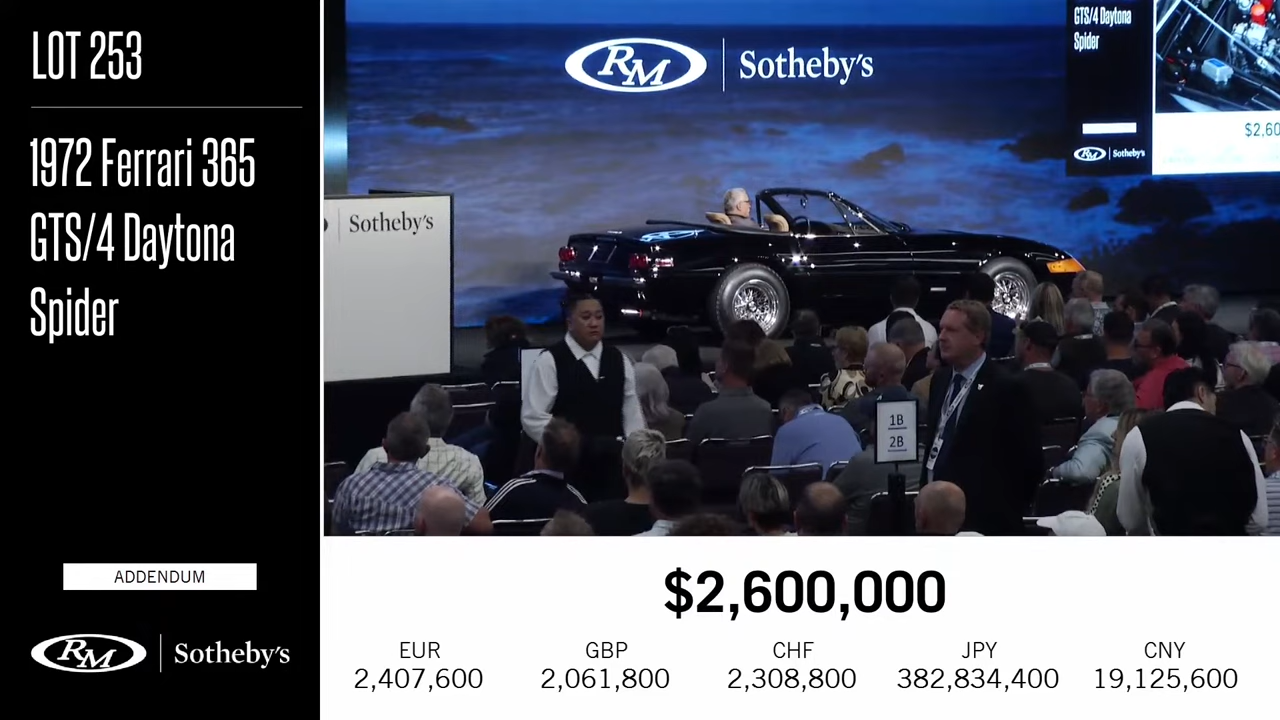 LOT 253
1972 Ferrari 365
GTS/4 Daytona
Spider
ADDENDUM
RM | Sotheby's
RM | Sotheby's
Sotheby's
GTS/4 Daytona
Spider
$2,60
RM | Sotheby's
1B
2B
$2,600,000
EUR
2,407,600
GBP
2,061,800
CHF
2,308,800
JPY
382,834,400
CNY
19,125,600